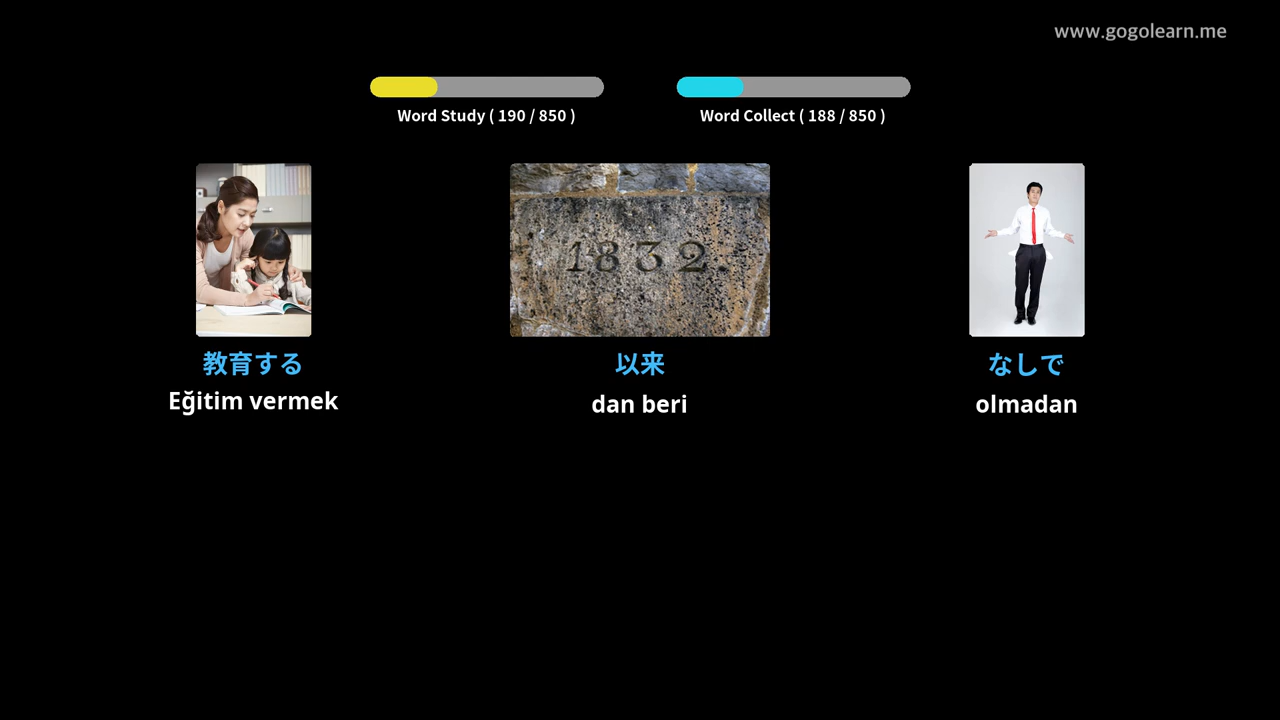 www.gogolearn.me
Word Study ( 190 / 850 )
Word Collect ( 188 / 850 )
1832.
教育する
以来
なしで
Eğitim vermek
dan beri
olmadan